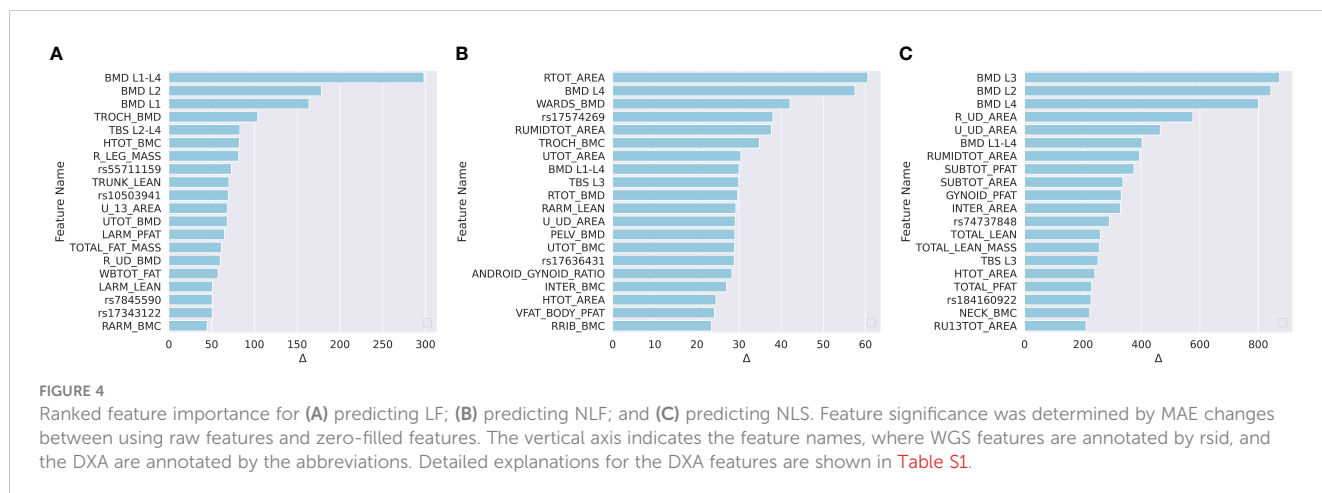 A
BMD L1-L4
BMD L2
BMD L1
TROCH_BMD
TBS L2-L4
HTOT_BMC
R_LEG_MASS
rs55711159
TRUNK_LEAN
rs10503941
U_13_AREA
UTOT_BMD
LARM_PFAT
TOTAL_FAT_MASS
R_UD_BMD
WBTOT_FAT
LARM_LEAN
rs7845590
rs17343122
RARM_BMC
Feature Name
0 50 100 150 200 250 300
Δ
B
RTOT_AREA
BMD L4
WARDS_BMD
rs17574269
RUMIDTOT_AREA
TROCH_BMC
UTOT_AREA
BMD L1-L4
TBS L3
RTOT_BMD
RARM_LEAN
U_UD_AREA
PELV_BMD
UTOT_BMC
rs17636431
ANDROID_GYNOID_RATIO
INTER_BMC
HTOT_AREA
VFAT_BODY_PFAT
RRIB_BMC
Feature Name
0 10 20 30 40 50 60
Δ
C
BMD L3
BMD L2
BMD L4
R_UD_AREA
U_UD_AREA
BMD L1-L4
RUMIDTOT_AREA
SUBTOT_PFAT
SUBTOT_AREA
GYNOID_PFAT
INTER_AREA
rs74737848
TOTAL_LEAN
TOTAL_LEAN_MASS
TBS L3
HTOT_AREA
TOTAL_PFAT
rs184160922
NECK_BMC
RU13TOT_AREA
Feature Name
0 200 400 600 800
Δ
FIGURE 4
Ranked feature importance for (A) predicting LF; (B) predicting NLF; and (C) predicting NLS. Feature significance was determined by MAE changes
between using raw features and zero-filled features. The vertical axis indicates the feature names, where WGS features are annotated by rsid, and
the DXA are annotated by the abbreviations. Detailed explanations for the DXA features are shown in Table S1.